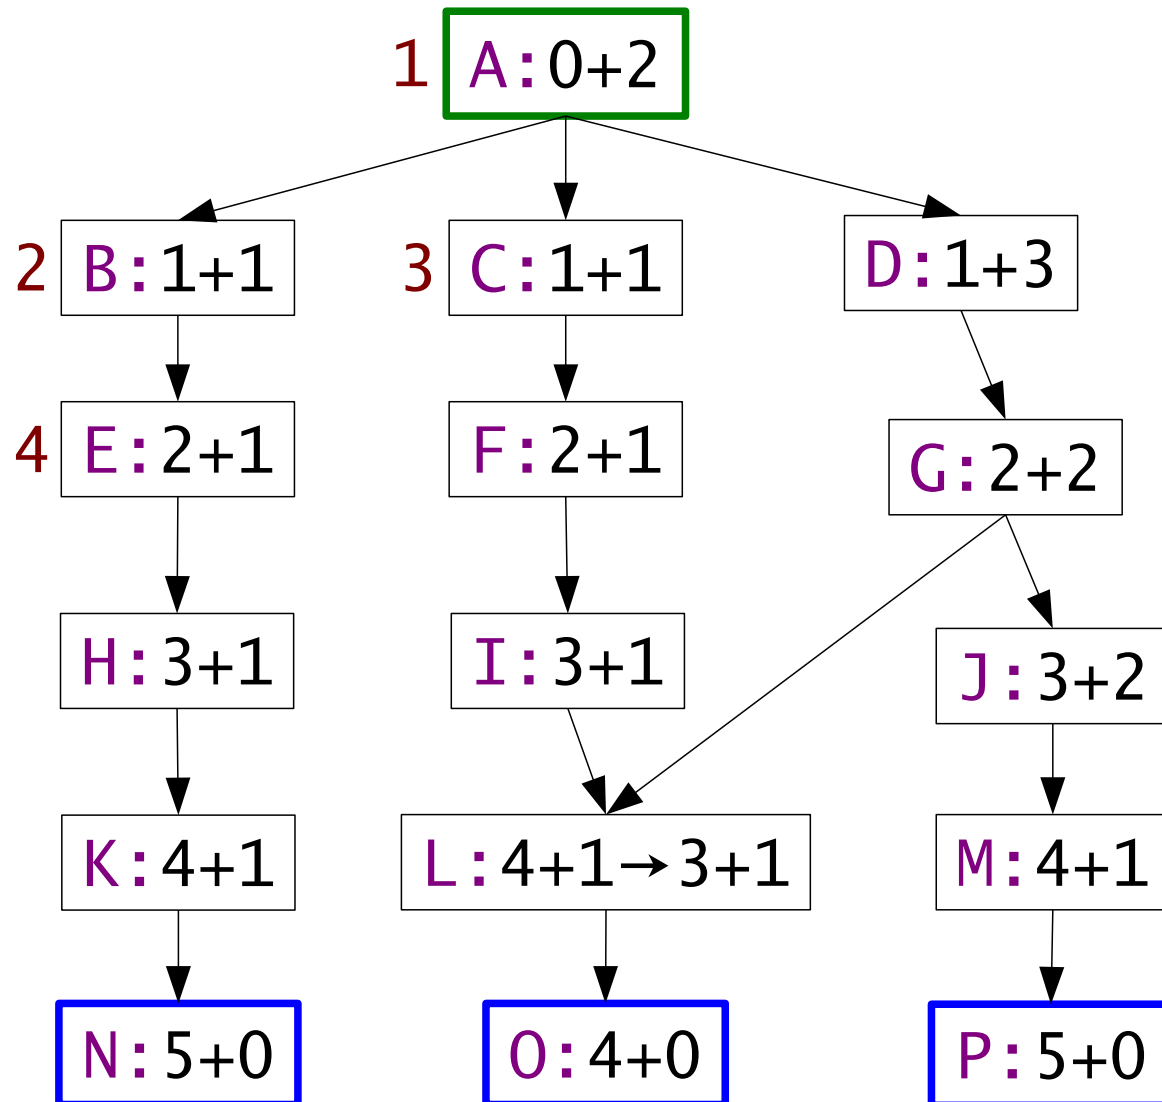 1 A:0+2
2 B:1+1 3 C:1+1 D:1+3
4 E:2+1 F:2+1 G:2+2
H:3+1 I:3+1 J:3+2
K:4+1 L:4+1→3+1 M:4+1
N:5+0 O:4+0 P:5+0